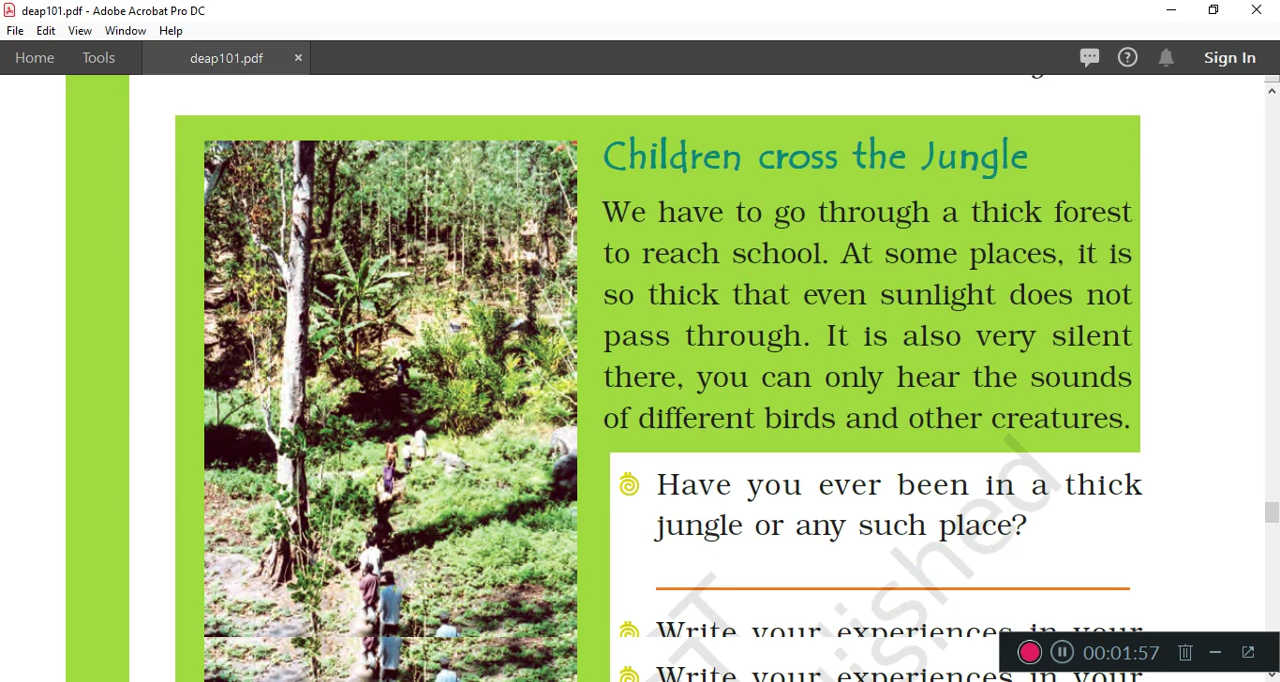 deap101.pdf - Adobe Acrobat Pro DC
File Edit View Window Help
Home Tools deap101.pdf × Sign In
Children cross the Jungle
We have to go through a thick forest
to reach school. At some places, it is
so thick that even sunlight does not
pass through. It is also very silent
there, you can only hear the sounds
of different birds and other creatures.
Have you ever been in a thick
jungle or any such place?
Write your experiences in your
Write your experiences in your
00:01:57